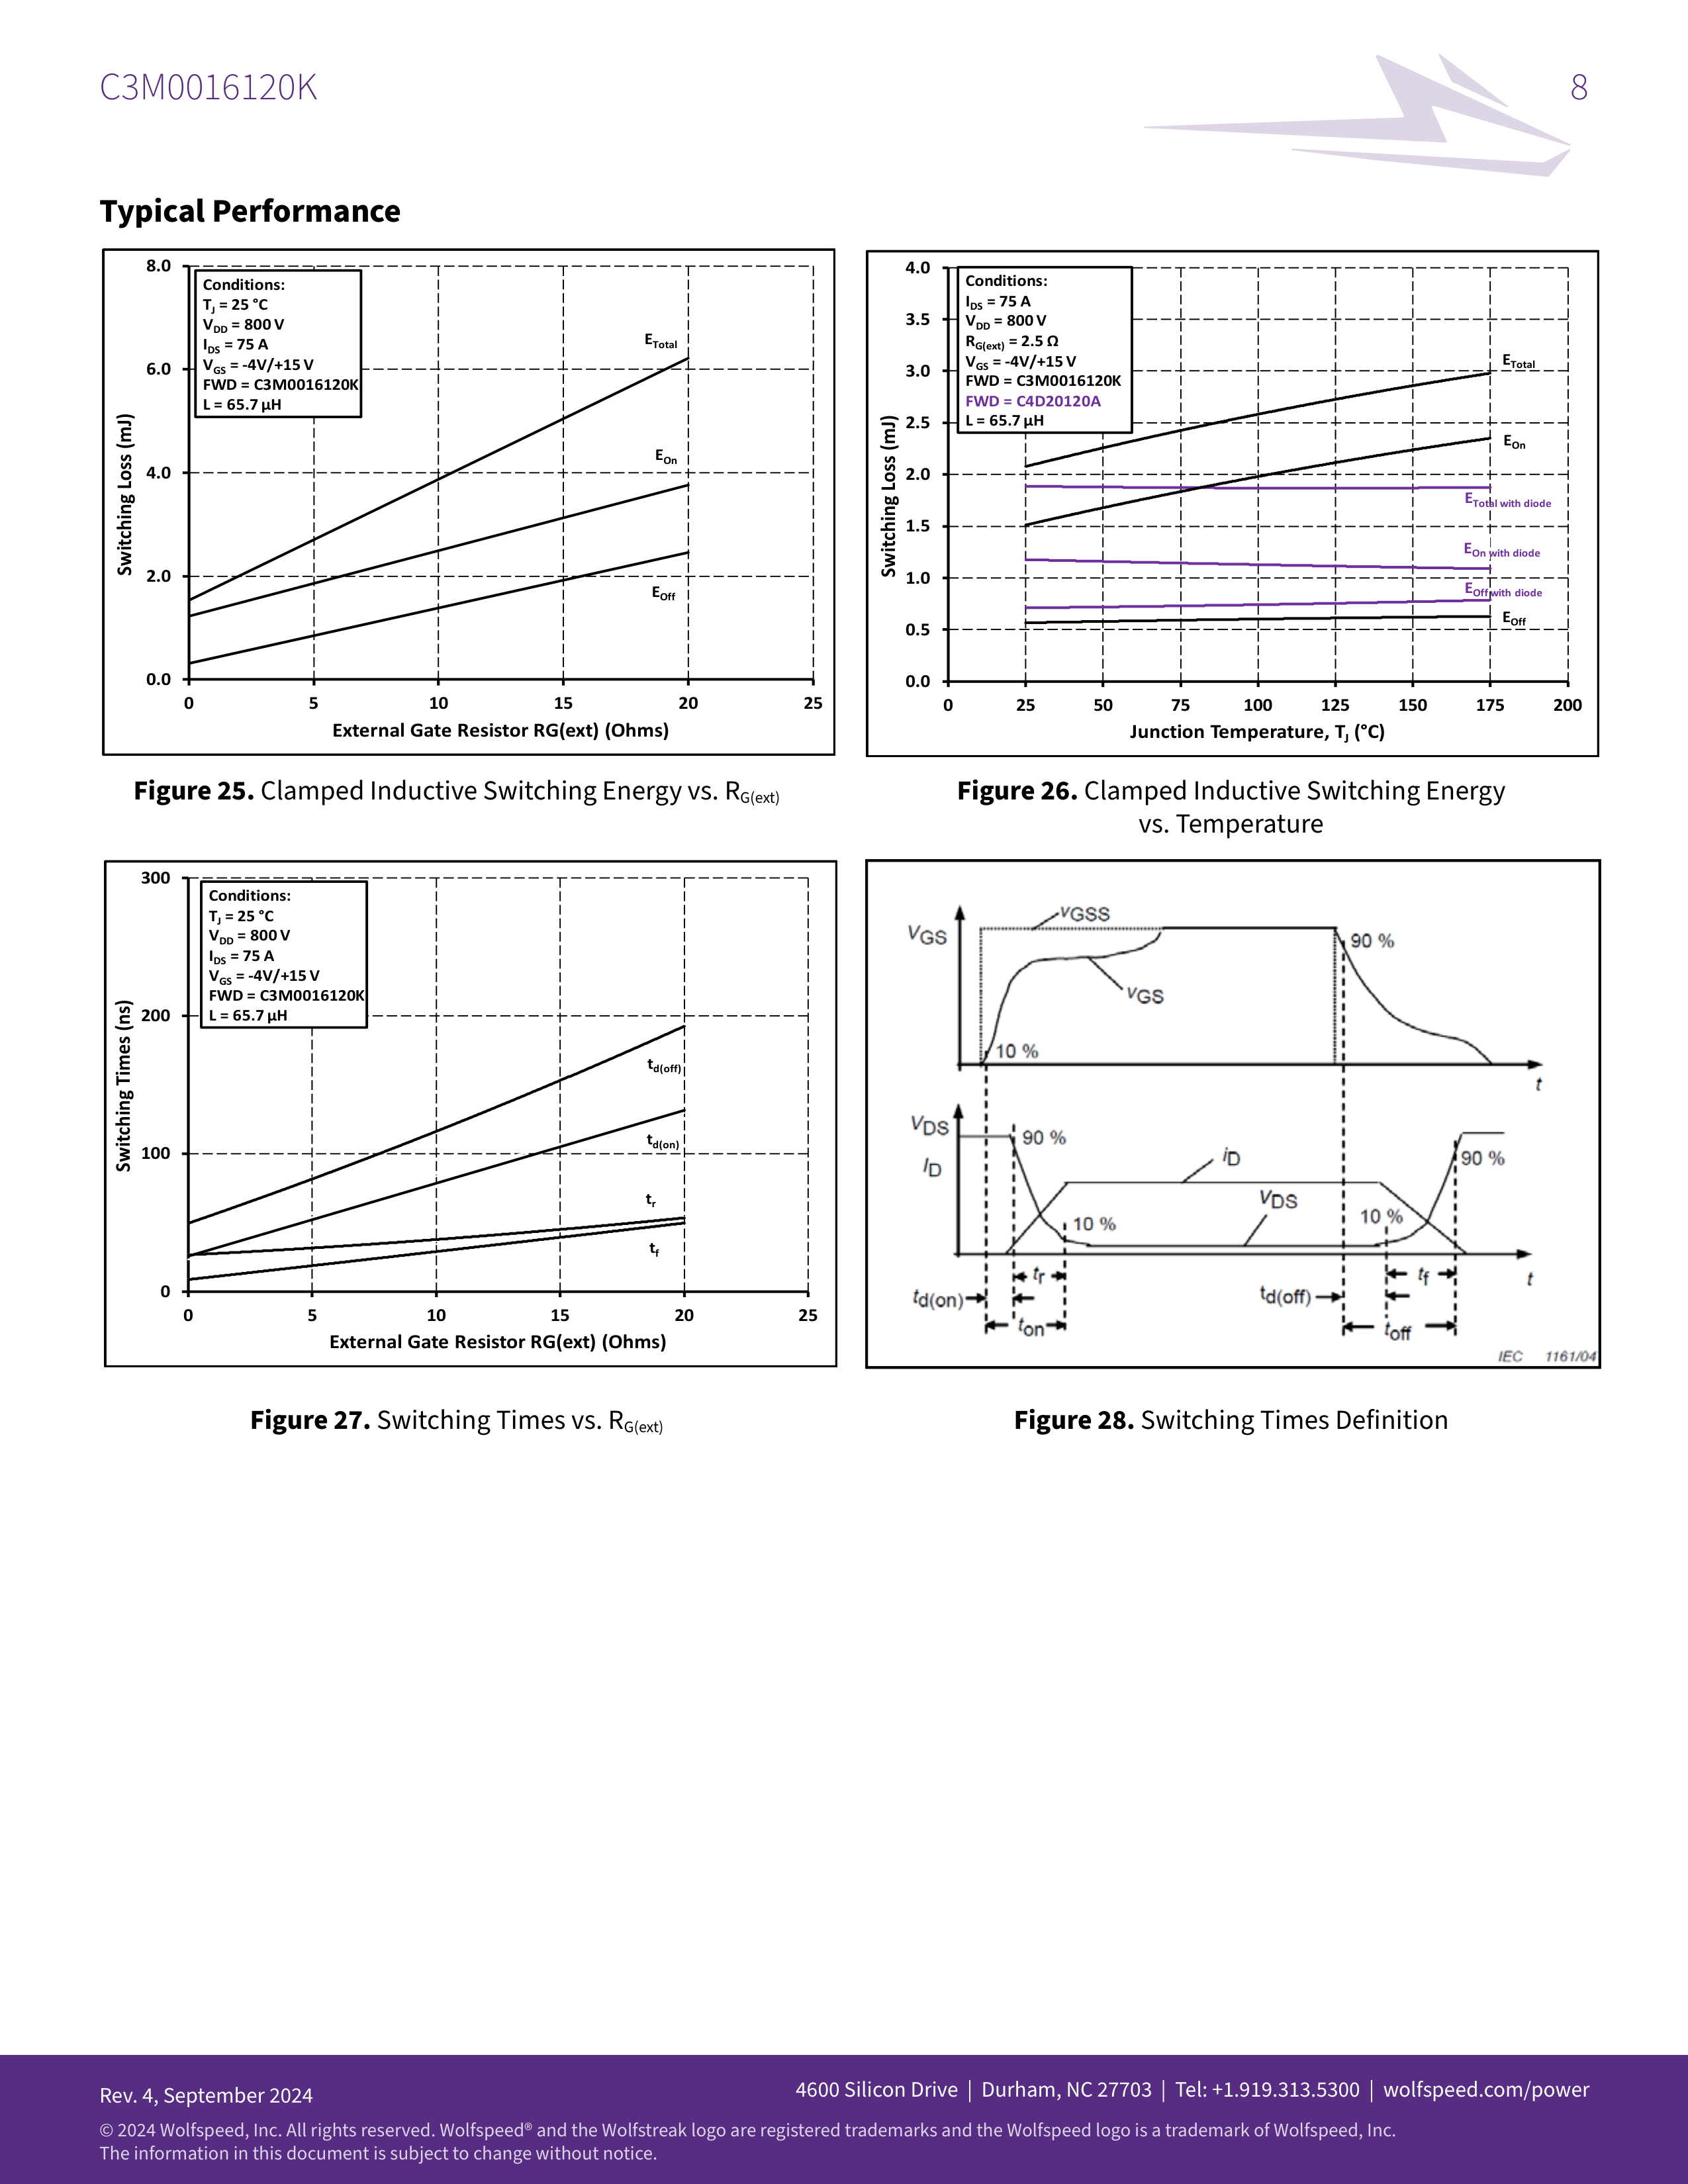 C3M0016120K
8
Typical Performance
8.0
6.0
4.0
2.0
0.0
0 5 10 15 20 25
Switching Loss (mJ)
External Gate Resistor RG(ext) (Ohms)
Conditions:
TJ = 25 °C
VDD = 800 V
IDS = 75 A
VGS = -4V/+15 V
FWD = C3M0016120K
L = 65.7 μH
ETotal
EOn
EOff
Figure 25. Clamped Inductive Switching Energy vs. RG(ext)
4.0
3.5
3.0
2.5
2.0
1.5
1.0
0.5
0.0
0 25 50 75 100 125 150 175 200
Switching Loss (mJ)
Junction Temperature, TJ (°C)
Conditions:
IDS = 75 A
VDD = 800 V
RG(ext) = 2.5 Ω
VGS = -4V/+15 V
FWD = C3M0016120K
FWD = C4D20120A
L = 65.7 μH
ETotal
EOn
ETotal with diode
EOn with diode
EOff with diode
EOff
Figure 26. Clamped Inductive Switching Energy
vs. Temperature
300
200
100
0
0 5 10 15 20 25
Switching Times (ns)
External Gate Resistor RG(ext) (Ohms)
Conditions:
TJ = 25 °C
VDD = 800 V
IDS = 75 A
VGS = -4V/+15 V
FWD = C3M0016120K
L = 65.7 μH
td(off)
td(on)
tr
tf
Figure 27. Switching Times vs. RG(ext)
VGS
vGSS
90 %
vGS
10 %
t
VDS
ID
90 %
iD
VDS
90 %
10 %
10 %
tr
tf
t
td(on)
td(off)
ton
toff
IEC 1161/04
Figure 28. Switching Times Definition
Rev. 4, September 2024
4600 Silicon Drive | Durham, NC 27703 | Tel: +1.919.313.5300 | wolfspeed.com/power
© 2024 Wolfspeed, Inc. All rights reserved. Wolfspeed® and the Wolfstreak logo are registered trademarks and the Wolfspeed logo is a trademark of Wolfspeed, Inc.
The information in this document is subject to change without notice.